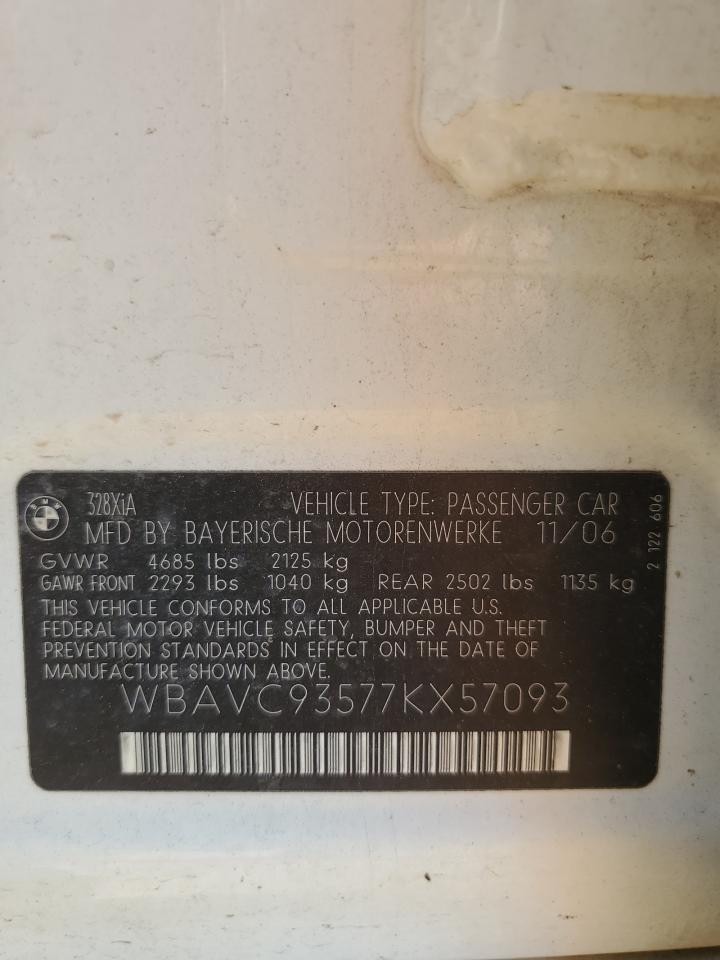 BMW
328XiA VEHICLE TYPE: PASSENGER CAR
MFD BY BAYERISCHE MOTORENWERKE 11/06
GVWR 4685 lbs 2125 kg
GAWR FRONT 2293 lbs 1040 kg REAR 2502 lbs 1135 kg
THIS VEHICLE CONFORMS TO ALL APPLICABLE U.S.
FEDERAL MOTOR VEHICLE SAFETY, BUMPER AND THEFT
PREVENTION STANDARDS IN EFFECT ON THE DATE OF
MANUFACTURE SHOWN ABOVE.
WBAVC93577KX57093
2 122 606